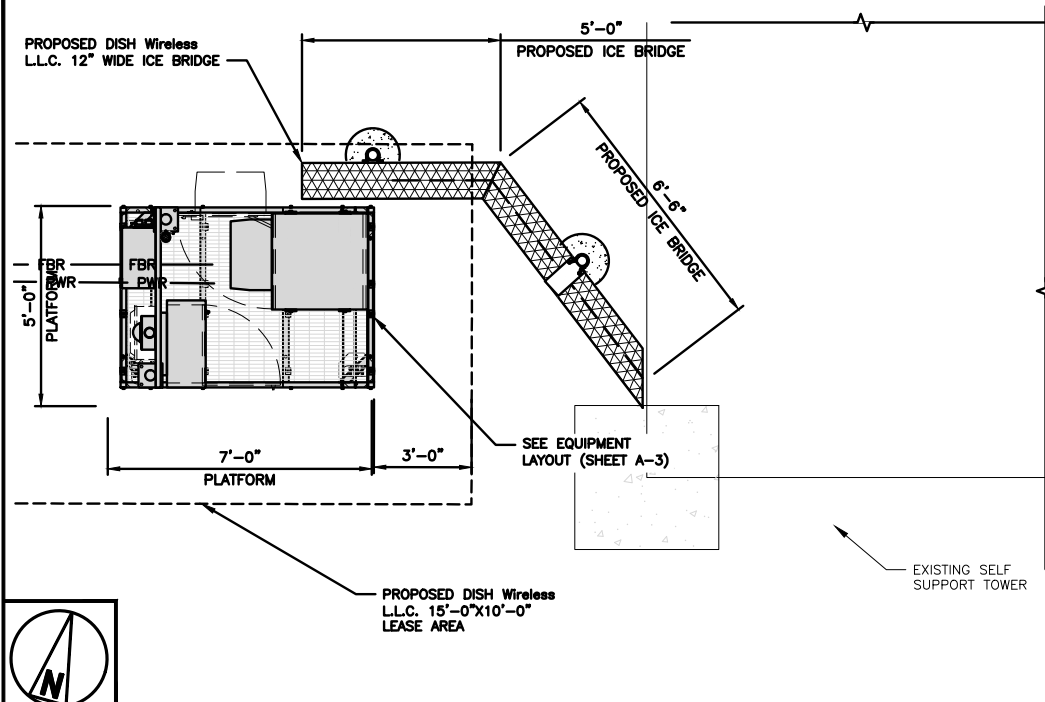 5'-0"
PROPOSED ICE BRIDGE
PROPOSED DISH Wireless
L.L.C. 12" WIDE ICE BRIDGE
6'-6"
PROPOSED ICE BRIDGE
FBR
FBR
PWR
PWR
5'-0"
PLATFORM
SEE EQUIPMENT
LAYOUT (SHEET A-3)
7'-0"
PLATFORM
3'-0"
EXISTING SELF
SUPPORT TOWER
PROPOSED DISH Wireless
L.L.C. 15'-0"X10'-0"
LEASE AREA
N